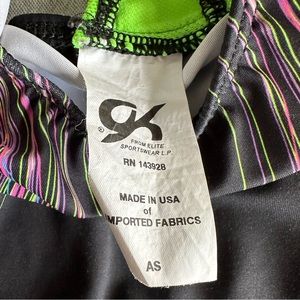 GK
®
FROM ELITE
SPORTSWEAR L.P.
RN 143928
MADE IN USA
of
IMPORTED FABRICS
AS